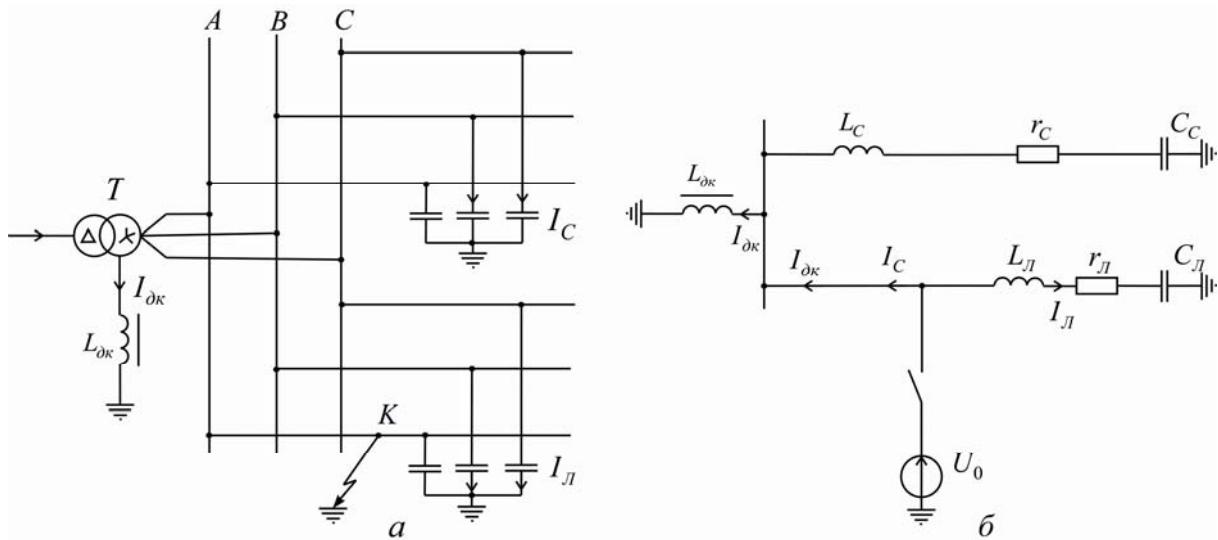 A B C
T
I_дк
L_дк
I_C
K
I_Л
а
L_C r_C C_C
L_дк
I_дк
I_дк I_C L_Л r_Л C_Л
I_Л
U_0
б